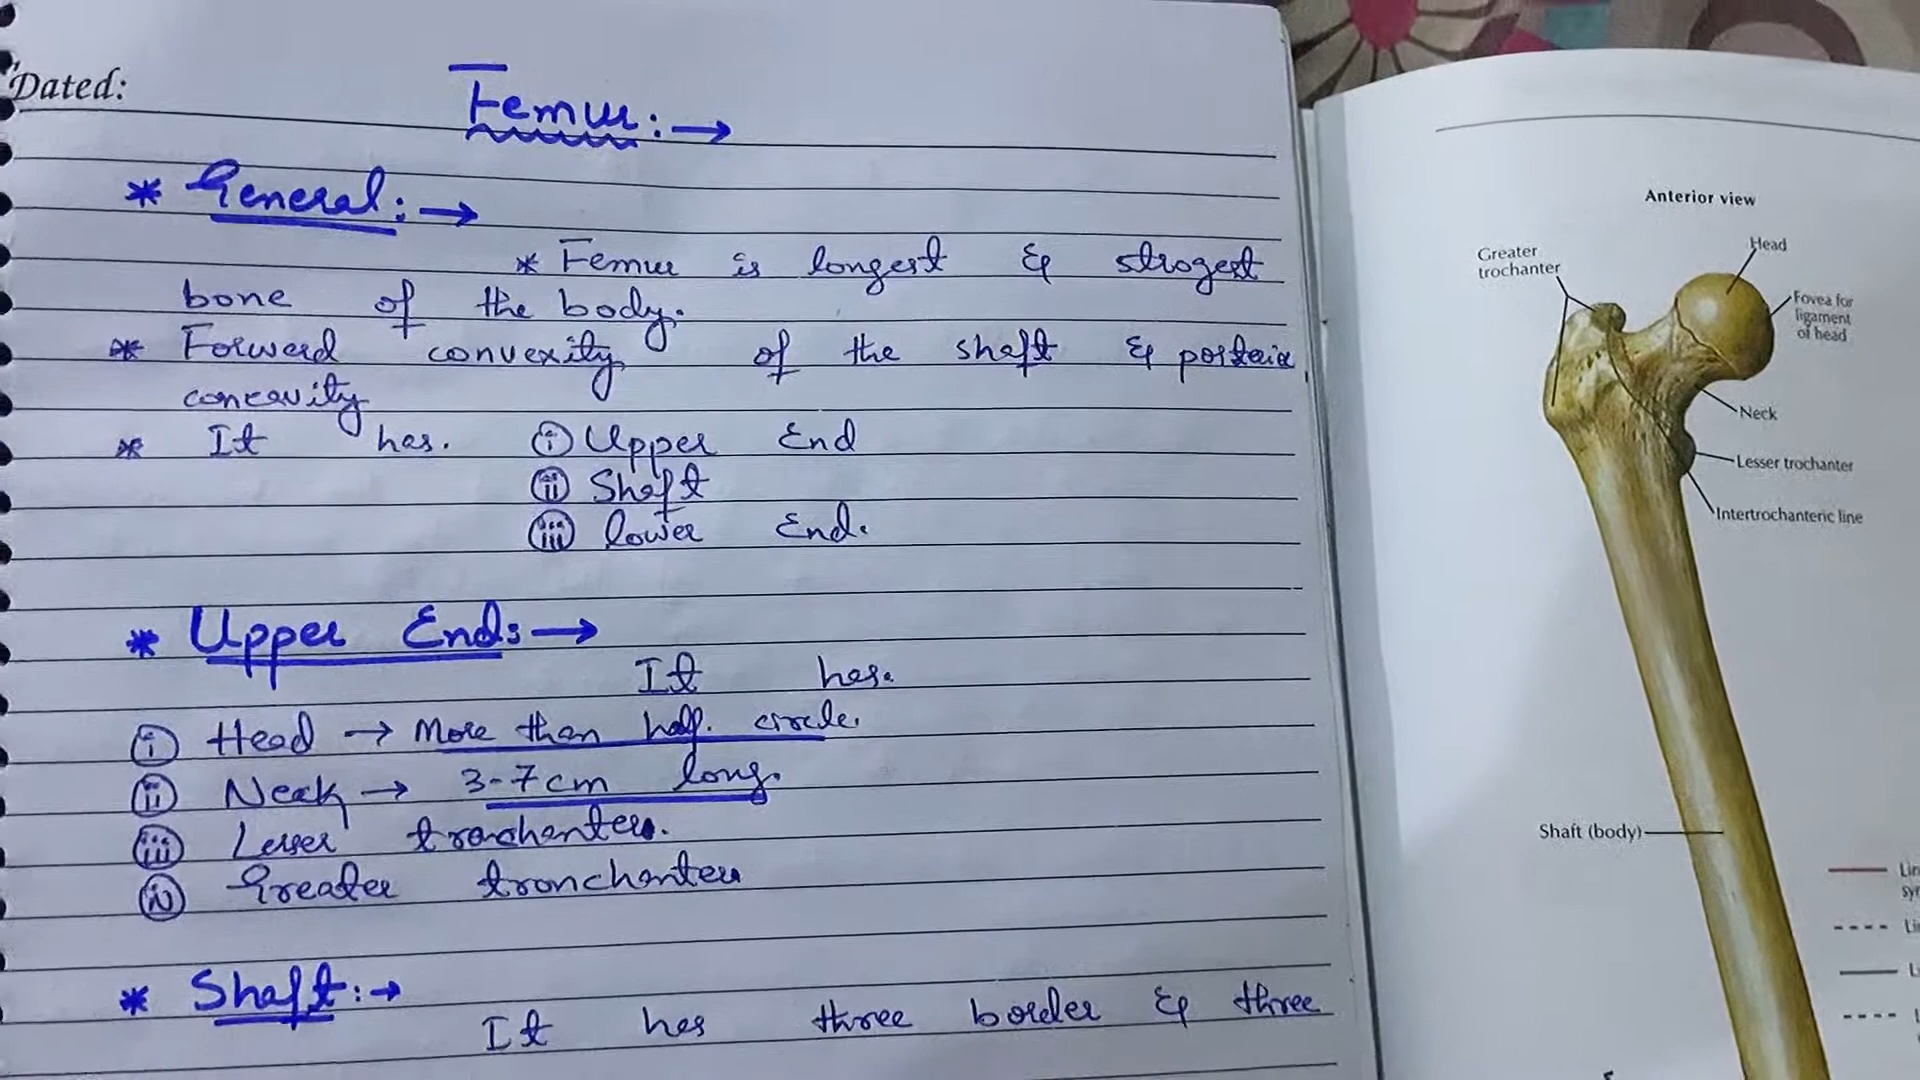 Dated:
Femur:→
* General:→
* Femur is longest & strogest
bone of the body.
* Forward convexity of the shaft & posterior
concavity
* It has. (i) Upper End
(ii) Shaft
(iii) lower End.
* Upper End:→
It has.
(i) Head → More than half. circle.
(ii) Neck → 3-7cm long.
(iii) Lesser tronchanter.
(iv) Greater tronchanter
* Shaft:→
It has three border & three
Anterior view
Greater
trochanter
Head
Fovea for
ligament
of head
Neck
Lesser trochanter
Intertrochanteric line
Shaft (body)